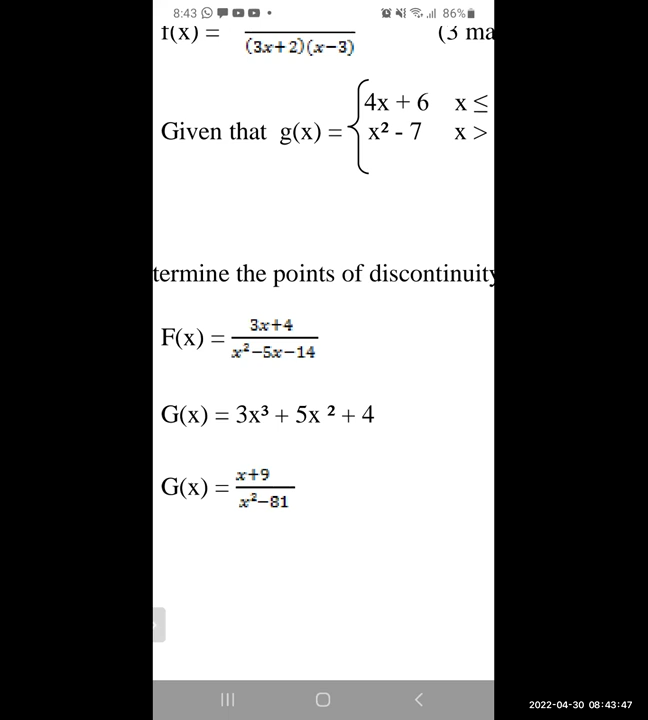 8:43 86%
f(x) = (3x+2)(x−3) (3 ma
4x + 6 x ≤
Given that g(x) = x² - 7 x >
termine the points of discontinuity
F(x) = 3x+4
x²−5x−14
G(x) = 3x³ + 5x ² + 4
G(x) = x+9
x²−81
2022-04-30 08:43:47